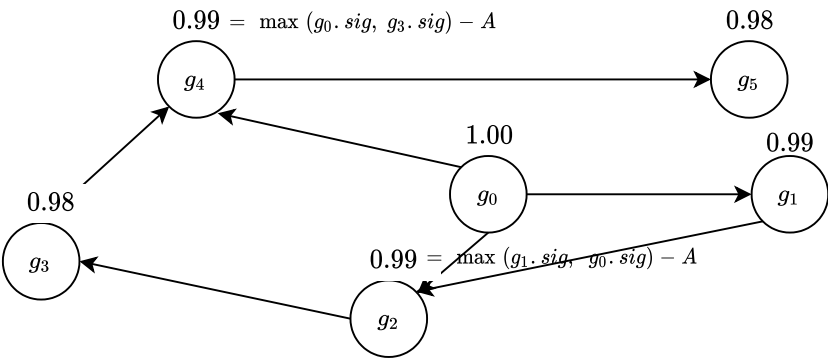 0.99 = max (g₀. sig, g₃. sig) − A
0.98
g₄
g₅
1.00
0.99
g₀
g₁
0.98
g₃
0.99 = max (g₁. sig, g₀. sig) − A
g₂